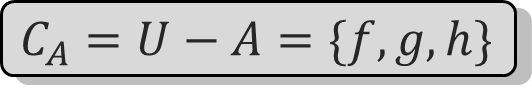 C_A = U − A = {f, g, h}